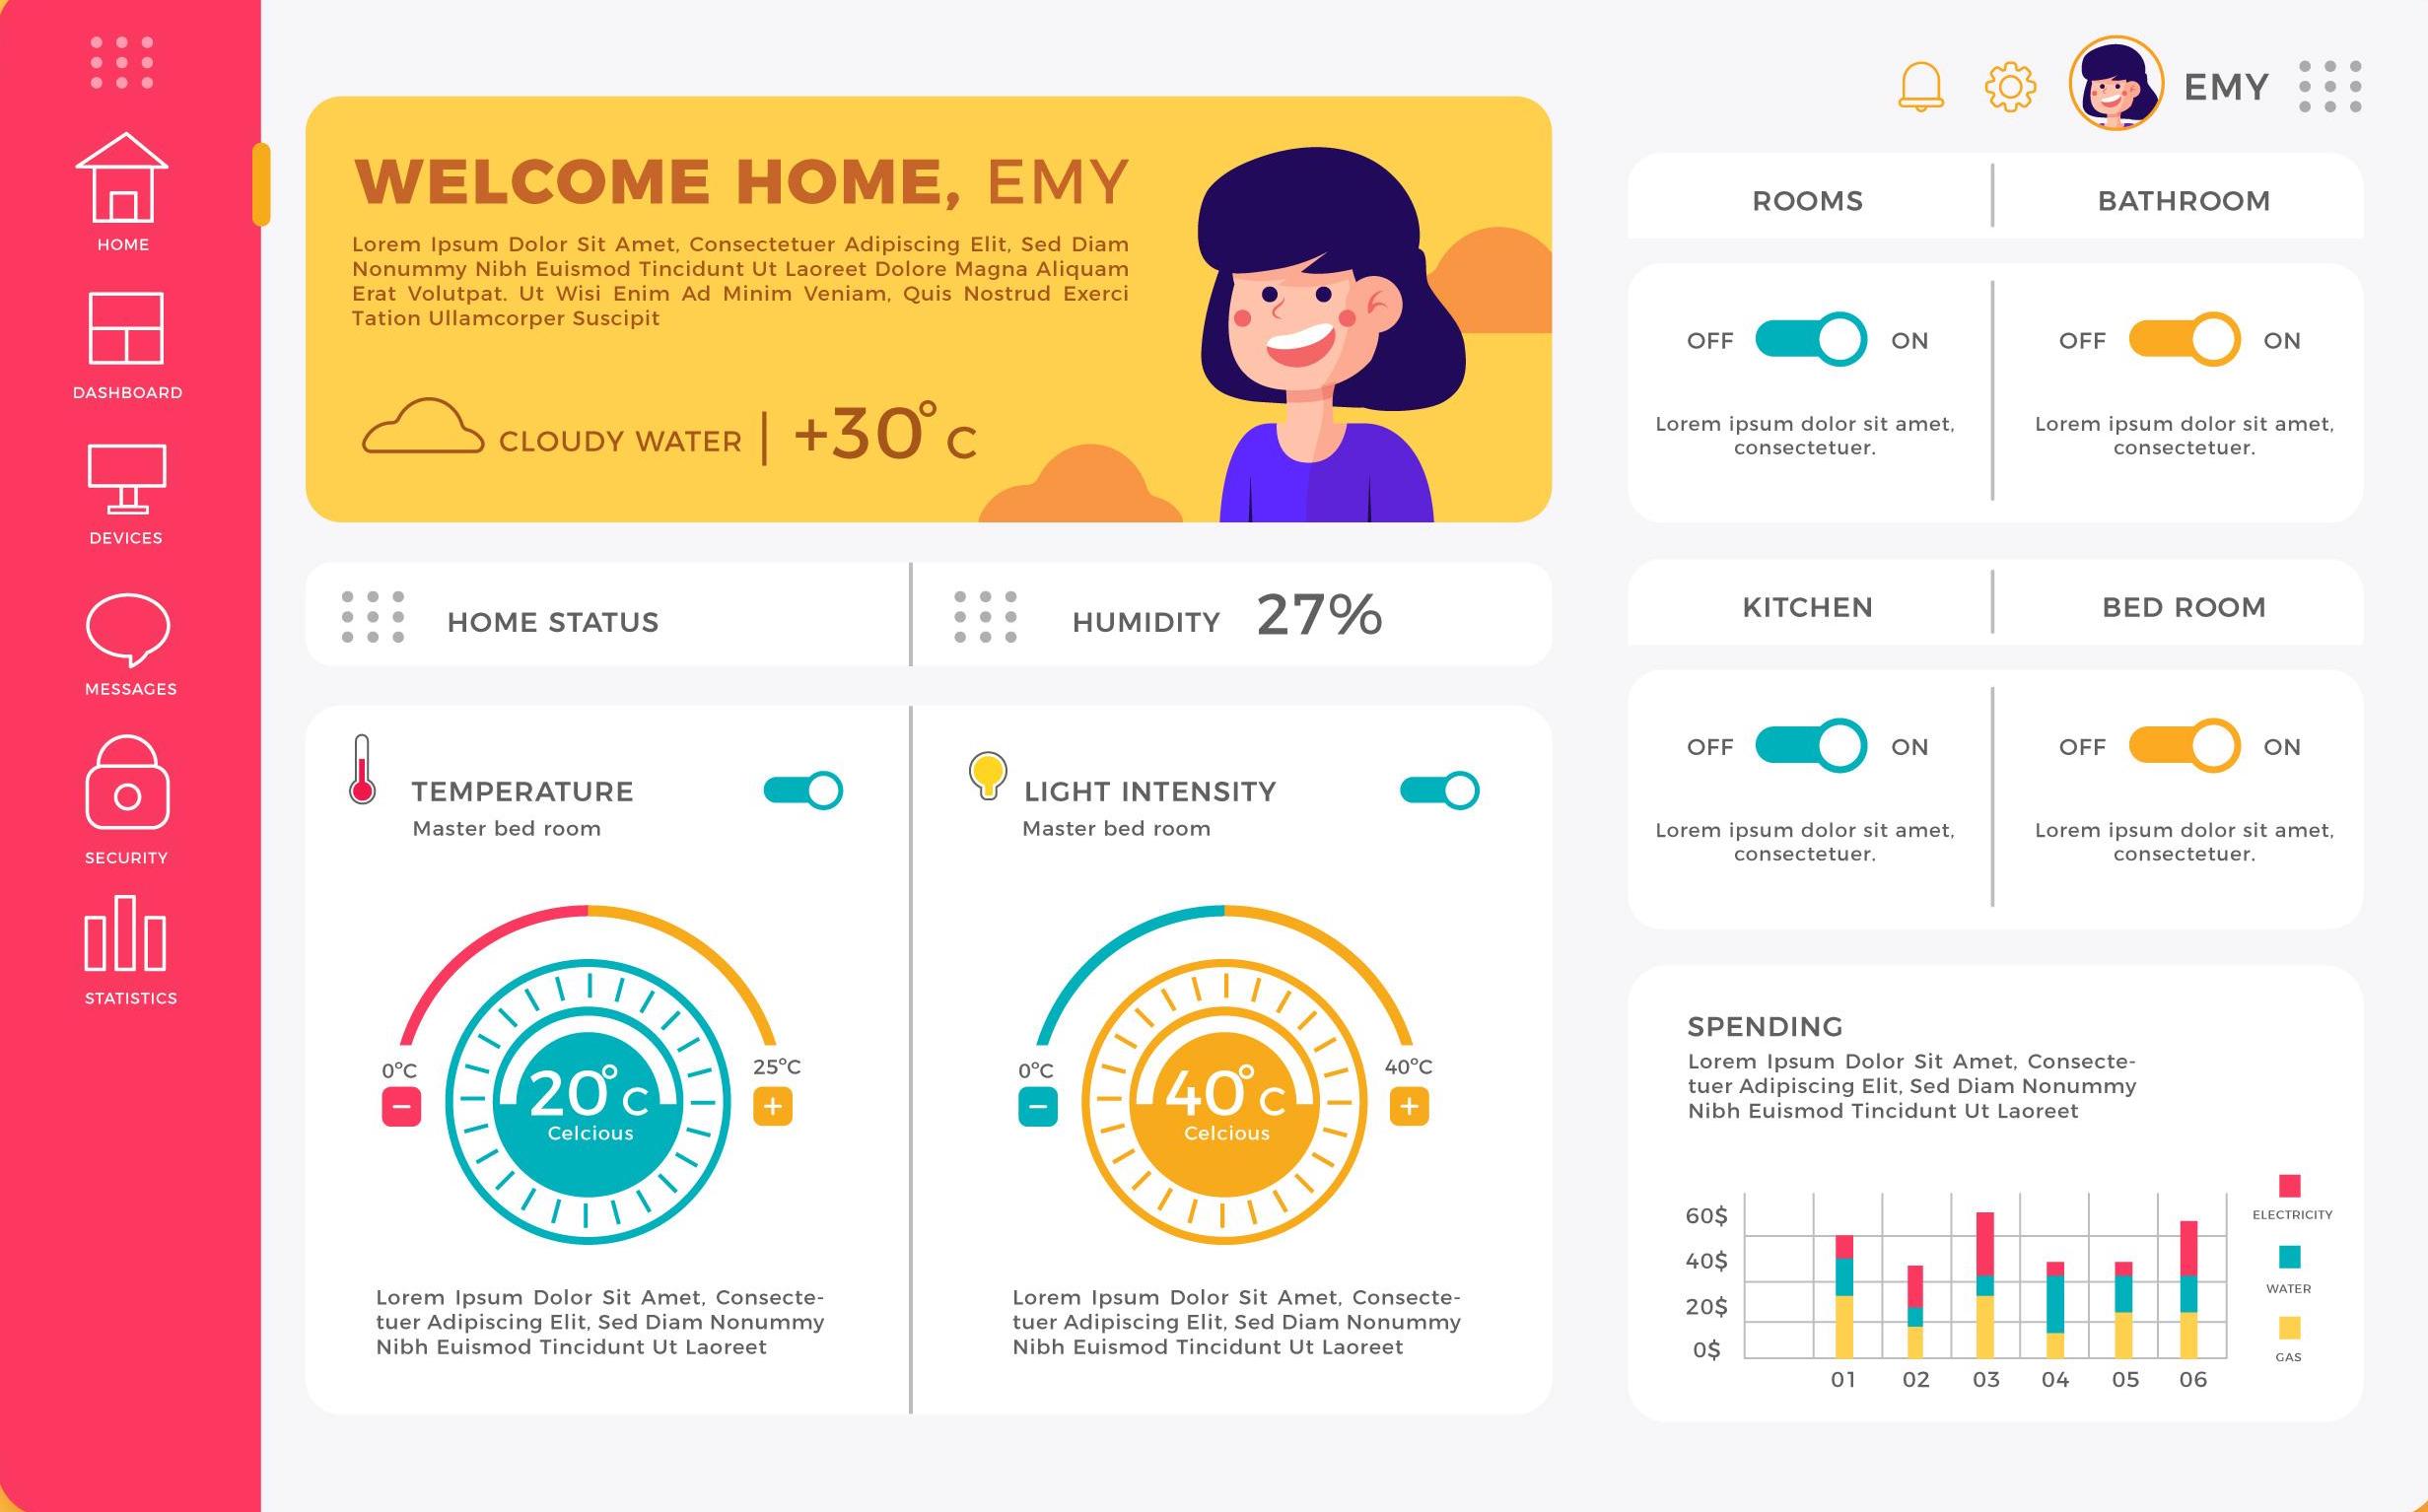 HOME
DASHBOARD
DEVICES
MESSAGES
SECURITY
STATISTICS
WELCOME HOME, EMY
Lorem Ipsum Dolor Sit Amet, Consectetuer Adipiscing Elit, Sed Diam
Nonummy Nibh Euismod Tincidunt Ut Laoreet Dolore Magna Aliquam
Erat Volutpat. Ut Wisi Enim Ad Minim Veniam, Quis Nostrud Exerci
Tation Ullamcorper Suscipit
CLOUDY WATER | +30° C
EMY
HOME STATUS
HUMIDITY 27%
TEMPERATURE
Master bed room
0°C
25°C
−
+
20° C
Celcious
Lorem Ipsum Dolor Sit Amet, Consecte-
tuer Adipiscing Elit, Sed Diam Nonummy
Nibh Euismod Tincidunt Ut Laoreet
LIGHT INTENSITY
Master bed room
0°C
40°C
−
+
40° C
Celcious
Lorem Ipsum Dolor Sit Amet, Consecte-
tuer Adipiscing Elit, Sed Diam Nonummy
Nibh Euismod Tincidunt Ut Laoreet
ROOMS
OFF ON
Lorem ipsum dolor sit amet,
consectetuer.
BATHROOM
OFF ON
Lorem ipsum dolor sit amet,
consectetuer.
KITCHEN
OFF ON
Lorem ipsum dolor sit amet,
consectetuer.
BED ROOM
OFF ON
Lorem ipsum dolor sit amet,
consectetuer.
SPENDING
Lorem Ipsum Dolor Sit Amet, Consecte-
tuer Adipiscing Elit, Sed Diam Nonummy
Nibh Euismod Tincidunt Ut Laoreet
60$
40$
20$
0$
01 02 03 04 05 06
ELECTRICITY
WATER
GAS